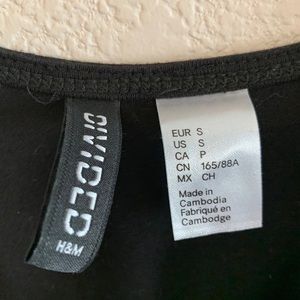 DIVIDED
H&M
EUR S
US S
CA P
CN 165/88A
MX CH
Made in
Cambodia
Fabriqué en
Cambodge